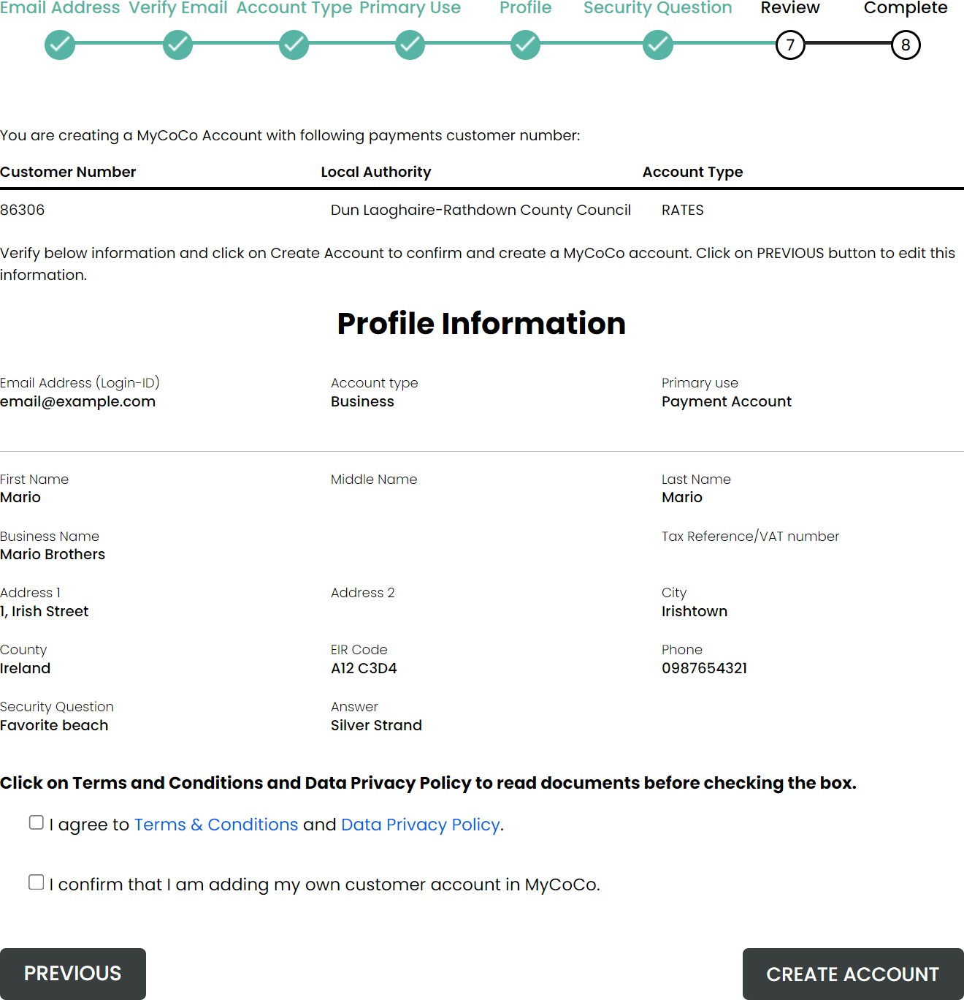 Email Address Verify Email Account Type Primary Use Profile Security Question Review Complete
7 8
You are creating a MyCoCo Account with following payments customer number:
Customer Number Local Authority Account Type
86306 Dun Laoghaire-Rathdown County Council RATES
Verify below information and click on Create Account to confirm and create a MyCoCo account. Click on PREVIOUS button to edit this
information.
Profile Information
Email Address (Login-ID) Account type Primary use
email@example.com Business Payment Account
First Name Middle Name Last Name
Mario Mario
Business Name Tax Reference/VAT number
Mario Brothers
Address 1 Address 2 City
1, Irish Street Irishtown
County EIR Code Phone
Ireland A12 C3D4 0987654321
Security Question Answer
Favorite beach Silver Strand
Click on Terms and Conditions and Data Privacy Policy to read documents before checking the box.
I agree to Terms & Conditions and Data Privacy Policy.
I confirm that I am adding my own customer account in MyCoCo.
PREVIOUS CREATE ACCOUNT